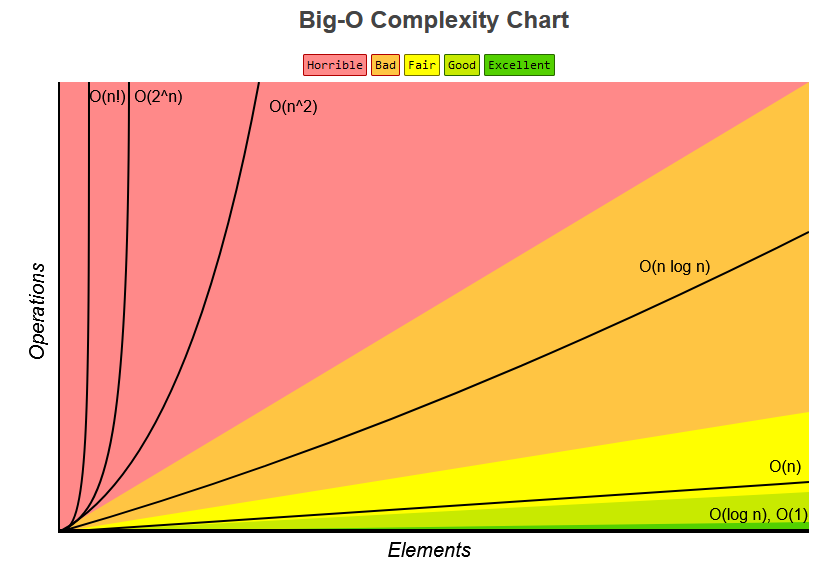 Big-O Complexity Chart
Horrible Bad Fair Good Excellent
O(n!) O(2^n)
O(n^2)
O(n log n)
O(n)
O(log n), O(1)
Operations
Elements